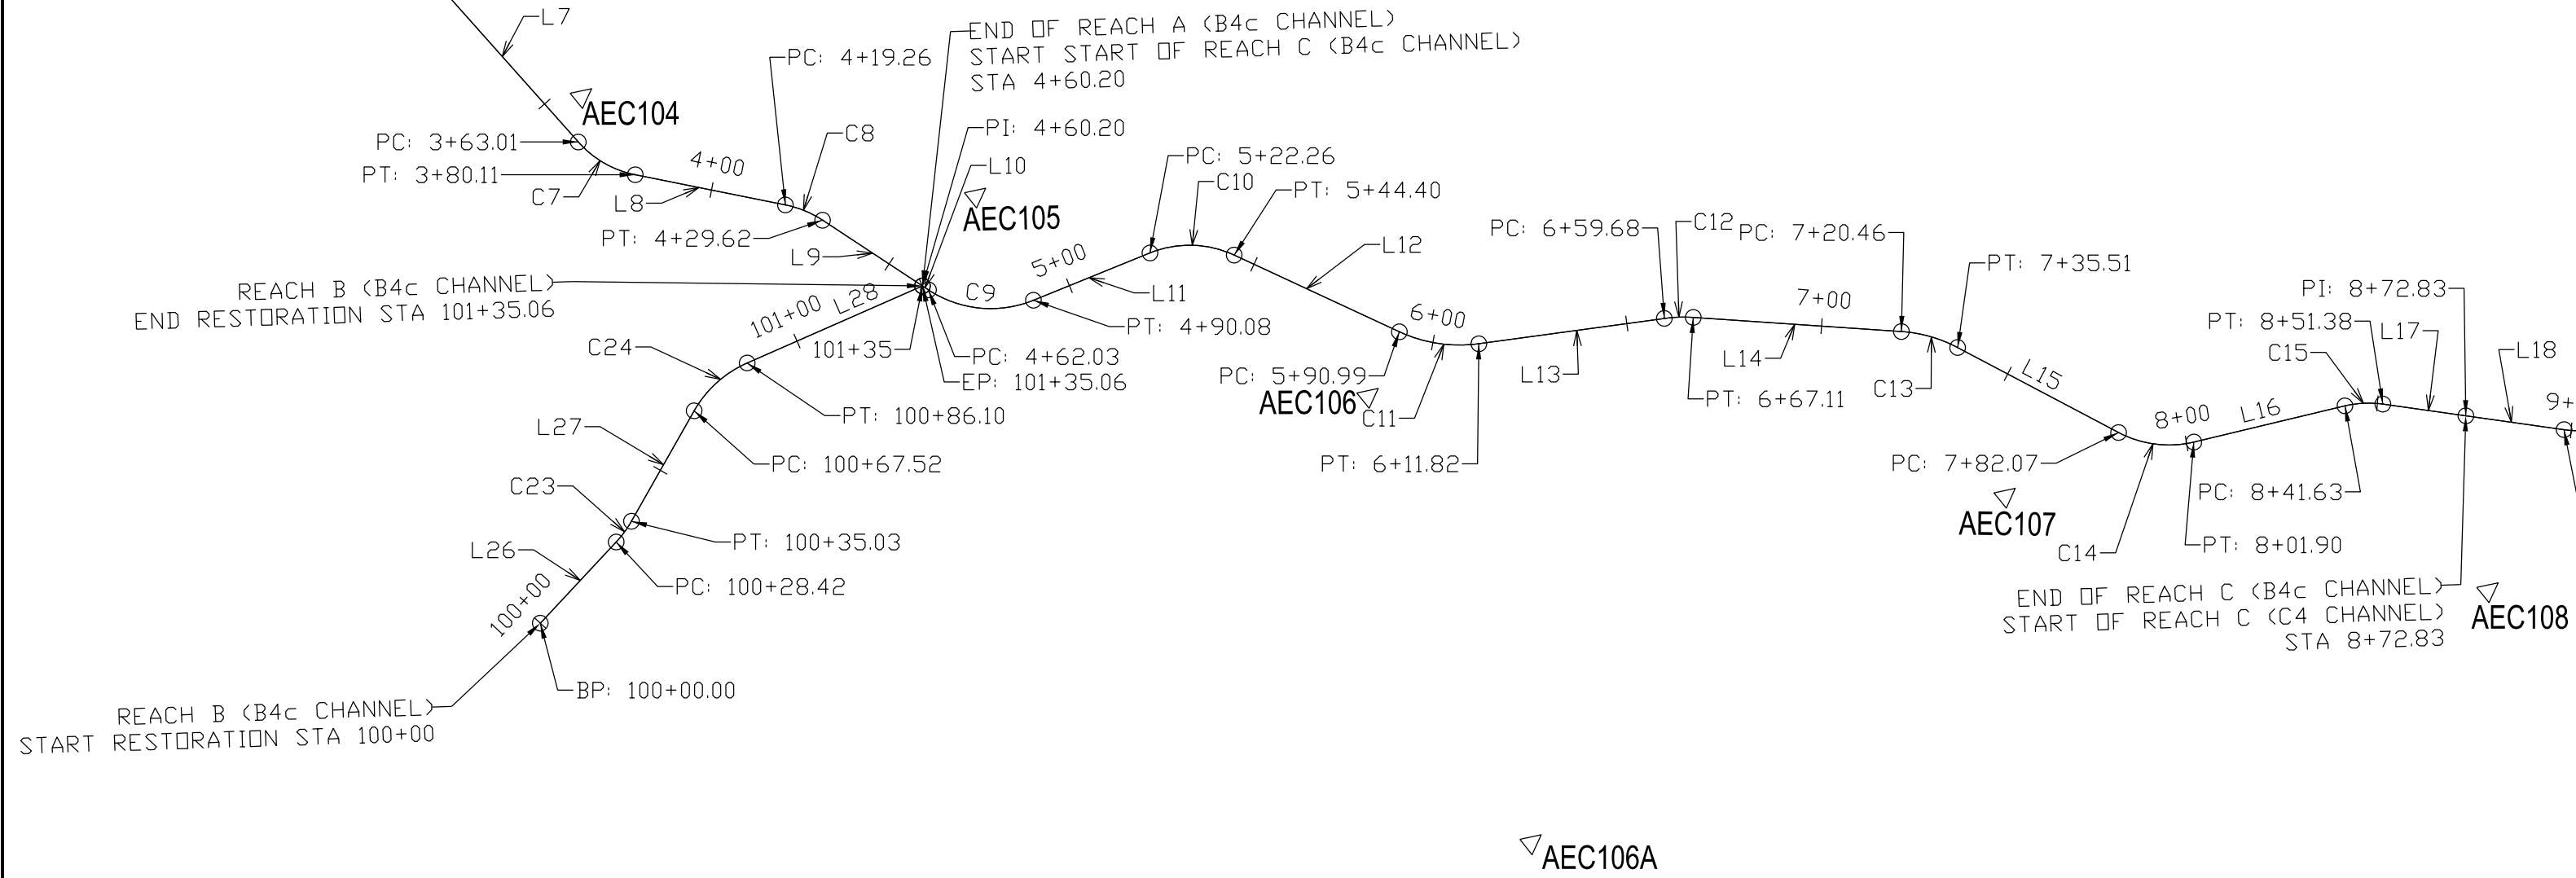 L7
END OF REACH A (B4c CHANNEL)
START START OF REACH C (B4c CHANNEL)
STA 4+60.20
PC: 4+19.26
AEC104
PC: 3+63.01
PT: 3+80.11
C7
L8
4+00
C8
PI: 4+60.20
L10
AEC105
PT: 4+29.62
L9
PC: 5+22.26
C10
PT: 5+44.40
5+00
L12
REACH B (B4c CHANNEL)
END RESTORATION STA 101+35.06
C9
L11
PT: 4+90.08
101+00
L28
101+35
PC: 4+62.03
EP: 101+35.06
C24
PT: 100+86.10
L27
PC: 100+67.52
C23
PT: 100+35.03
L26
PC: 100+28.42
100+00
BP: 100+00.00
REACH B (B4c CHANNEL)
START RESTORATION STA 100+00
PC: 6+59.68
C12
PC: 7+20.46
PT: 7+35.51
6+00
7+00
PC: 5+90.99
AEC106
C11
L13
L14
PT: 6+67.11
C13
L15
PT: 6+11.82
PI: 8+72.83
PT: 8+51.38
L17
C15
L18
8+00
L16
9+
PC: 7+82.07
PC: 8+41.63
AEC107
C14
PT: 8+01.90
END OF REACH C (B4c CHANNEL)
START OF REACH C (C4 CHANNEL)
STA 8+72.83
AEC108
AEC106A